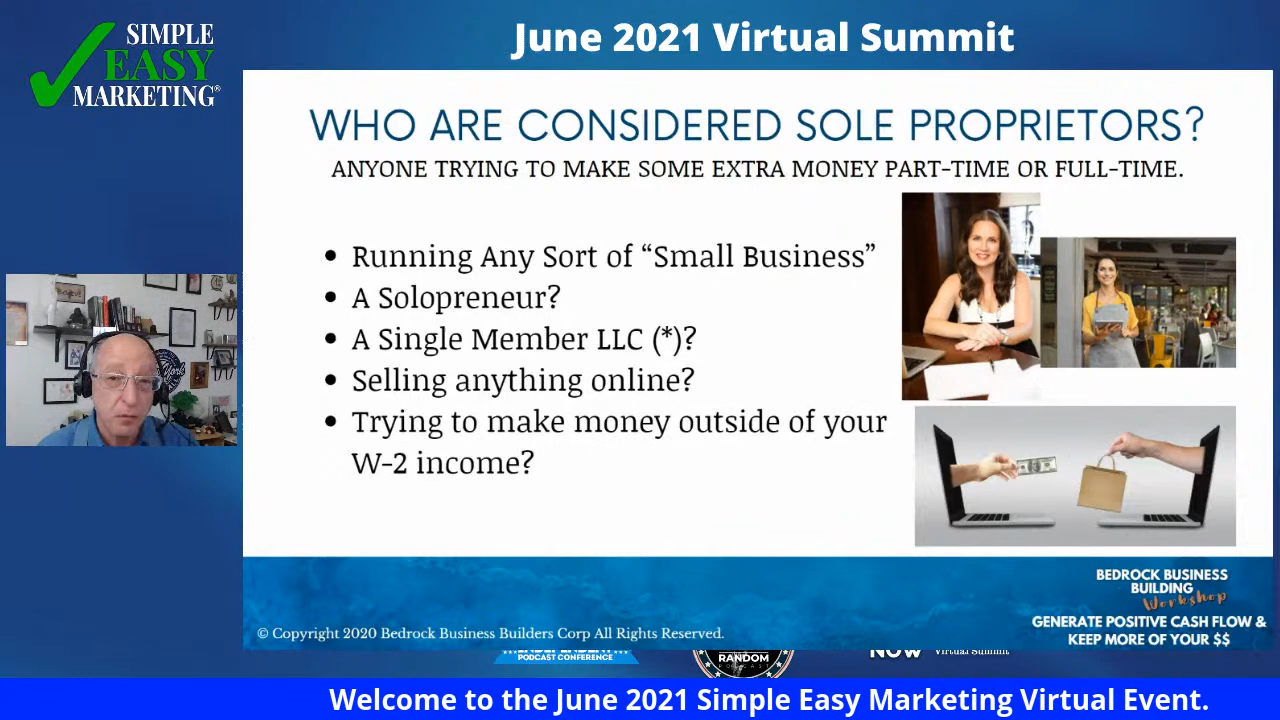 SIMPLE
EASY
MARKETING®
June 2021 Virtual Summit
WHO ARE CONSIDERED SOLE PROPRIETORS?
ANYONE TRYING TO MAKE SOME EXTRA MONEY PART-TIME OR FULL-TIME.
• Running Any Sort of “Small Business”
• A Solopreneur?
• A Single Member LLC (*)?
• Selling anything online?
• Trying to make money outside of your
W-2 income?
BEDROCK BUSINESS
BUILDING
Workshop
GENERATE POSITIVE CASH FLOW &
KEEP MORE OF YOUR $$
© Copyright 2020 Bedrock Business Builders Corp All Rights Reserved.
INDEPENDENT
PODCAST CONFERENCE
RANDOM
PODCAST
NOW
Virtual Summit
Welcome to the June 2021 Simple Easy Marketing Virtual Event.